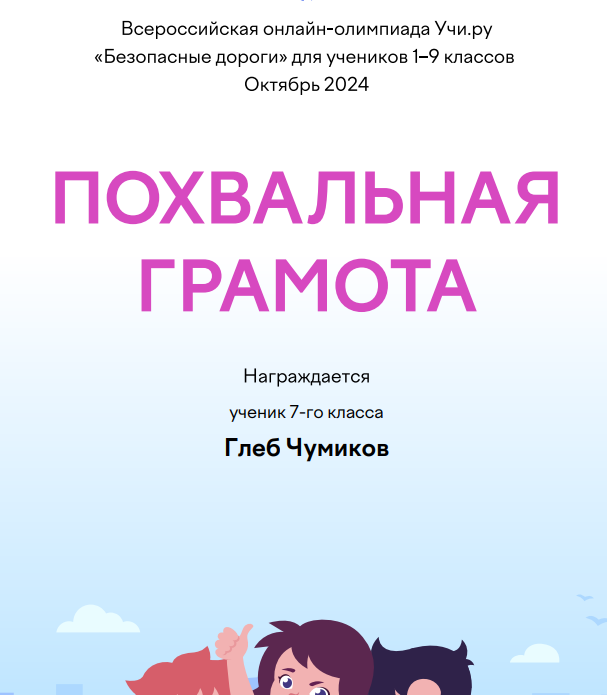 Всероссийская онлайн-олимпиада Учи.ру
«Безопасные дороги» для учеников 1–9 классов
Октябрь 2024
ПОХВАЛЬНАЯ
ГРАМОТА
Награждается
ученик 7-го класса
Глеб Чумиков